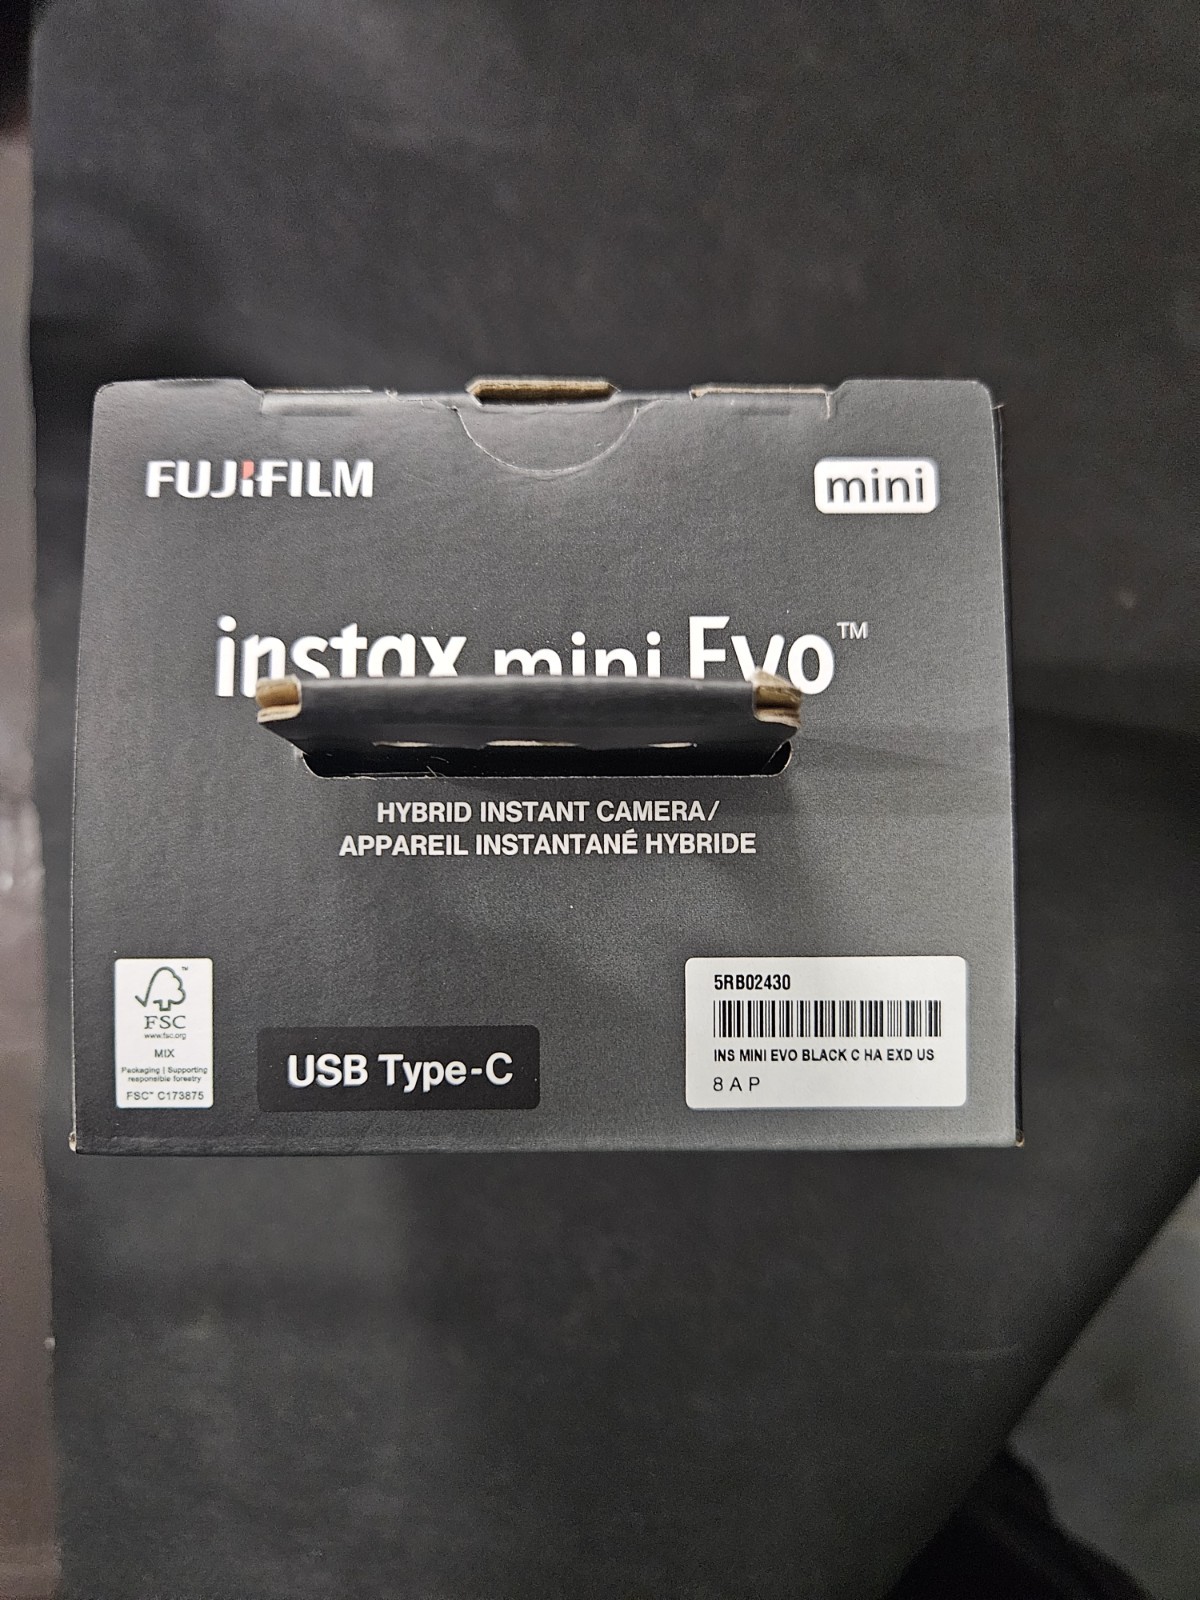 FUJIFILM
mini
instax mini Evo™
HYBRID INSTANT CAMERA/
APPAREIL INSTANTANÉ HYBRIDE
FSC
™
www.fsc.org
MIX
Packaging | Supporting
responsible forestry
FSC™ C173875
USB Type-C
5RB02430
INS MINI EVO BLACK C HA EXD US
8 A P